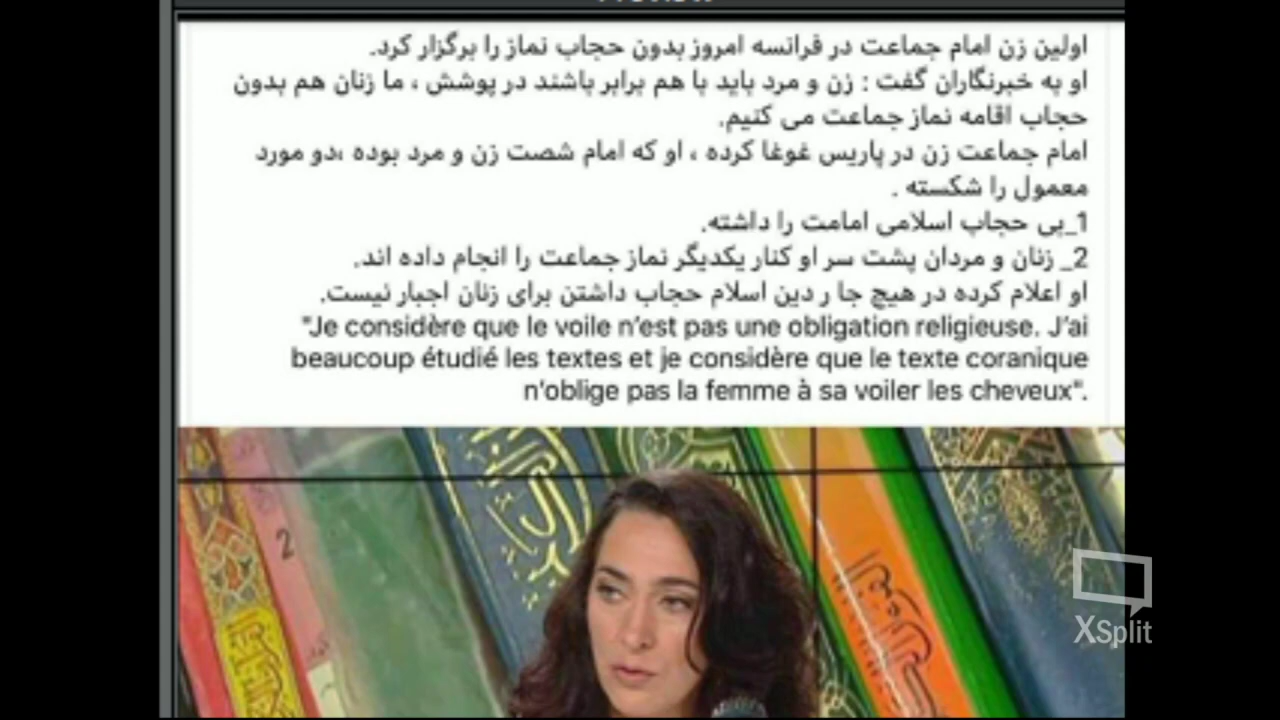 اولین زن امام جماعت در فرانسه امروز بدون حجاب نماز را برگزار کرد.
او به خبرنگاران گفت : زن و مرد باید با هم برابر باشند در پوشش ، ما زنان هم بدون
حجاب اقامه نماز جماعت می کنیم.
امام جماعت زن در پاریس غوغا کرده ، او که امام شصت زن و مرد بوده ،دو مورد
معمول را شکسته .
1_بی حجاب اسلامی امامت را داشته.
2_ زنان و مردان پشت سر او کنار یکدیگر نماز جماعت را انجام داده اند.
او اعلام کرده در هیچ جا ر دین اسلام حجاب داشتن برای زنان اجبار نیست.
"Je considère que le voile n'est pas une obligation religieuse. J'ai
beaucoup étudié les textes et je considère que le texte coranique
n'oblige pas la femme à sa voiler les cheveux".
2
XSplit